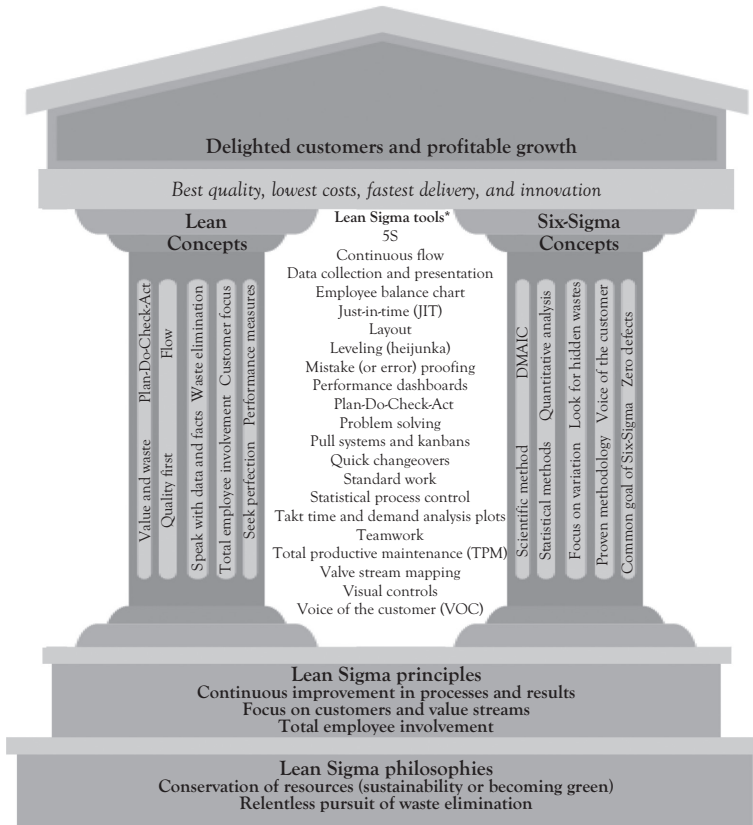 Delighted customers and profitable growth
Best quality, lowest costs, fastest delivery, and innovation
Lean
Concepts
Value and waste Plan-Do-Check-Act
Quality first Flow
Speak with data and facts Waste elimination
Total employee involvement Customer focus
Seek perfection Performance measures
Lean Sigma tools*
5S
Continuous flow
Data collection and presentation
Employee balance chart
Just-in-time (JIT)
Layout
Leveling (heijunka)
Mistake (or error) proofing
Performance dashboards
Plan-Do-Check-Act
Problem solving
Pull systems and kanbans
Quick changeovers
Standard work
Statistical process control
Takt time and demand analysis plots
Teamwork
Total productive maintenance (TPM)
Valve stream mapping
Visual controls
Voice of the customer (VOC)
Six-Sigma
Concepts
Scientific method DMAIC
Statistical methods Quantitative analysis
Focus on variation Look for hidden wastes
Proven methodology Voice of the customer
Common goal of Six-Sigma Zero defects
Lean Sigma principles
Continuous improvement in processes and results
Focus on customers and value streams
Total employee involvement
Lean Sigma philosophies
Conservation of resources (sustainability or becoming green)
Relentless pursuit of waste elimination